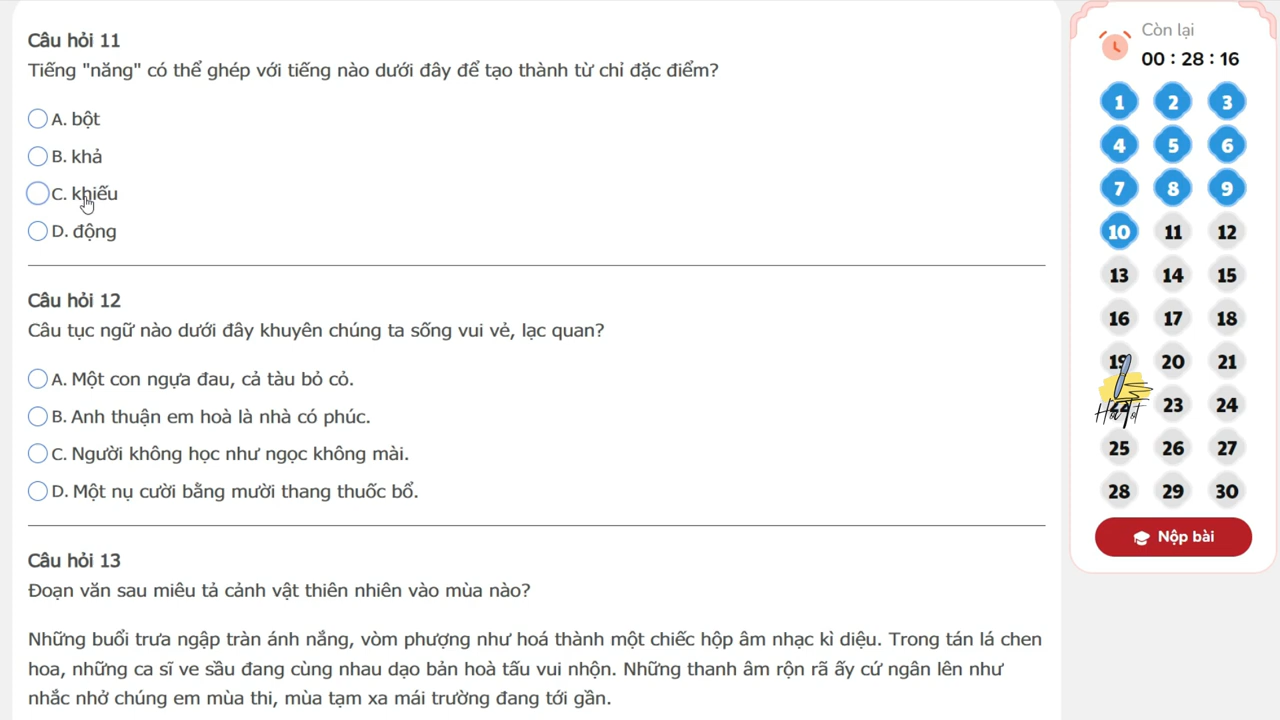 Câu hỏi 11
Tiếng "năng" có thể ghép với tiếng nào dưới đây để tạo thành từ chỉ đặc điểm?
A. bột
B. khả
C. khiếu
D. động
Câu hỏi 12
Câu tục ngữ nào dưới đây khuyên chúng ta sống vui vẻ, lạc quan?
A. Một con ngựa đau, cả tàu bỏ cỏ.
B. Anh thuận em hoà là nhà có phúc.
C. Người không học như ngọc không mài.
D. Một nụ cười bằng mười thang thuốc bổ.
Câu hỏi 13
Đoạn văn sau miêu tả cảnh vật thiên nhiên vào mùa nào?
Những buổi trưa ngập tràn ánh nắng, vòm phượng như hoá thành một chiếc hộp âm nhạc kì diệu. Trong tán lá chen
hoa, những ca sĩ ve sầu đang cùng nhau dạo bản hoà tấu vui nhộn. Những thanh âm rộn rã ấy cứ ngân lên như
nhắc nhở chúng em mùa thi, mùa tạm xa mái trường đang tới gần.
Còn lại
00 : 28 : 16
1 2 3
4 5 6
7 8 9
10 11 12
13 14 15
16 17 18
19 20 21
23 24
25 26 27
28 29 30
Nộp bài